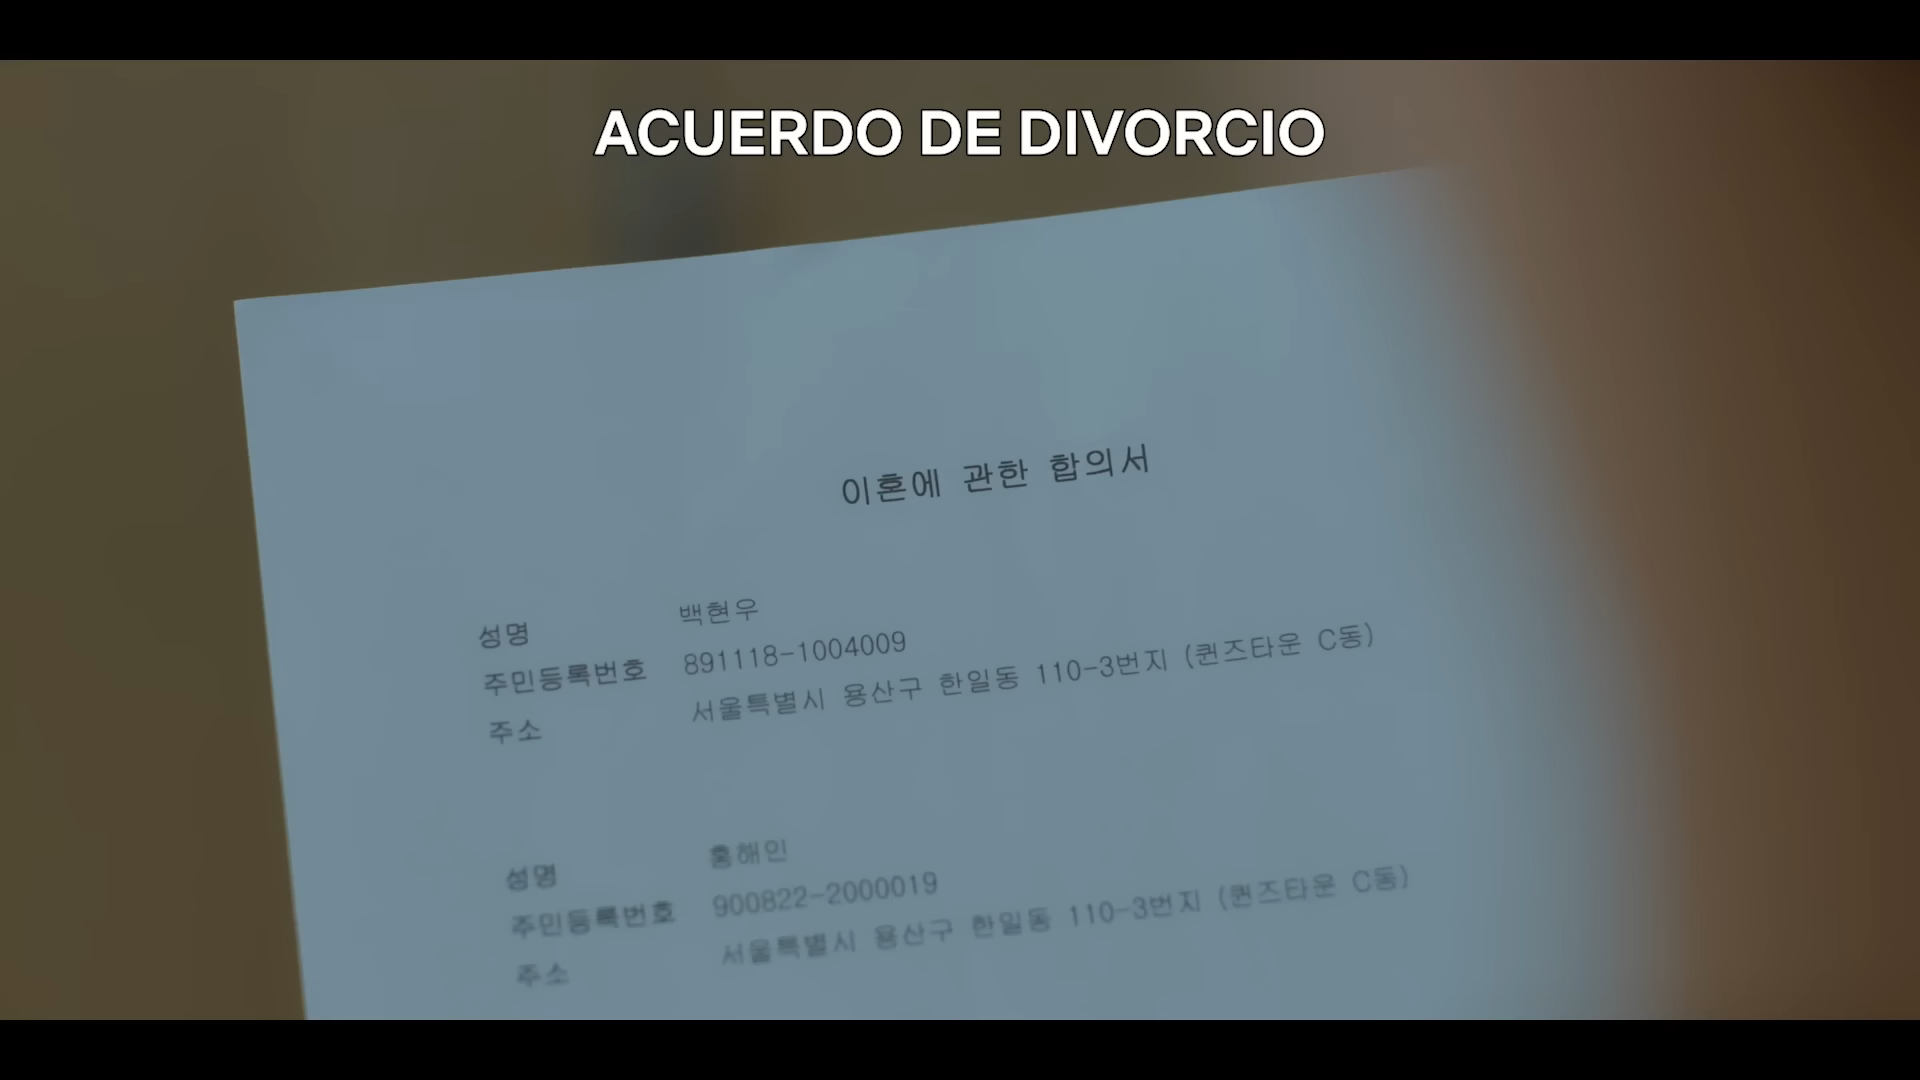 ACUERDO DE DIVORCIO
이혼에 관한 합의서
성명 백현우
주민등록번호 891118-1004009
주소 서울특별시 용산구 한일동 110-3번지 (퀸즈타운 C동)
성명 홍해인
주민등록번호 900822-2000019
주소 서울특별시 용산구 한일동 110-3번지 (퀸즈타운 C동)